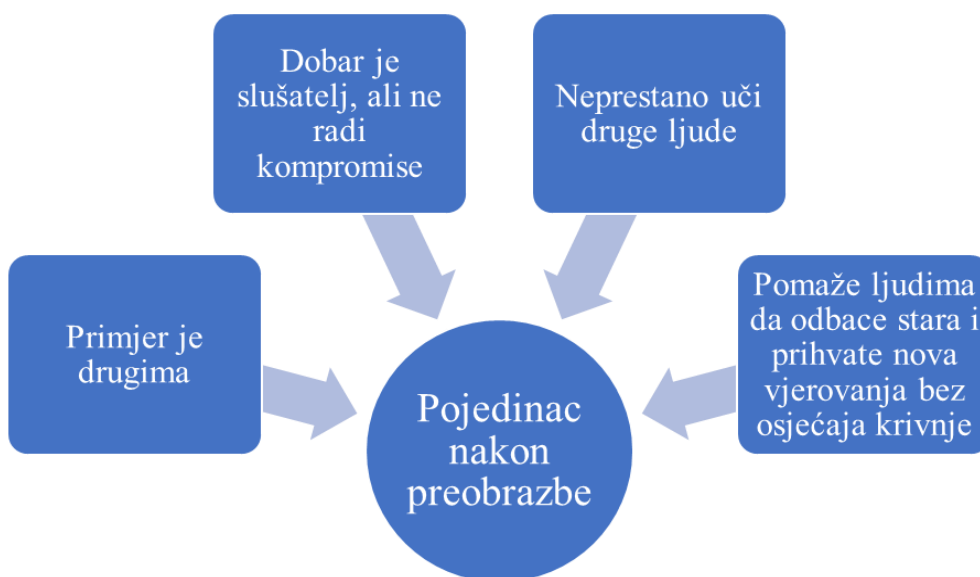 Dobar je
slušatelj, ali ne
radi
kompromise
Neprestano uči
druge ljude
Primjer je
drugima
Pomaže ljudima
da odbace stara i
prihvate nova
vjerovanja bez
osjećaja krivnje
Pojedinac
nakon
preobrazbe